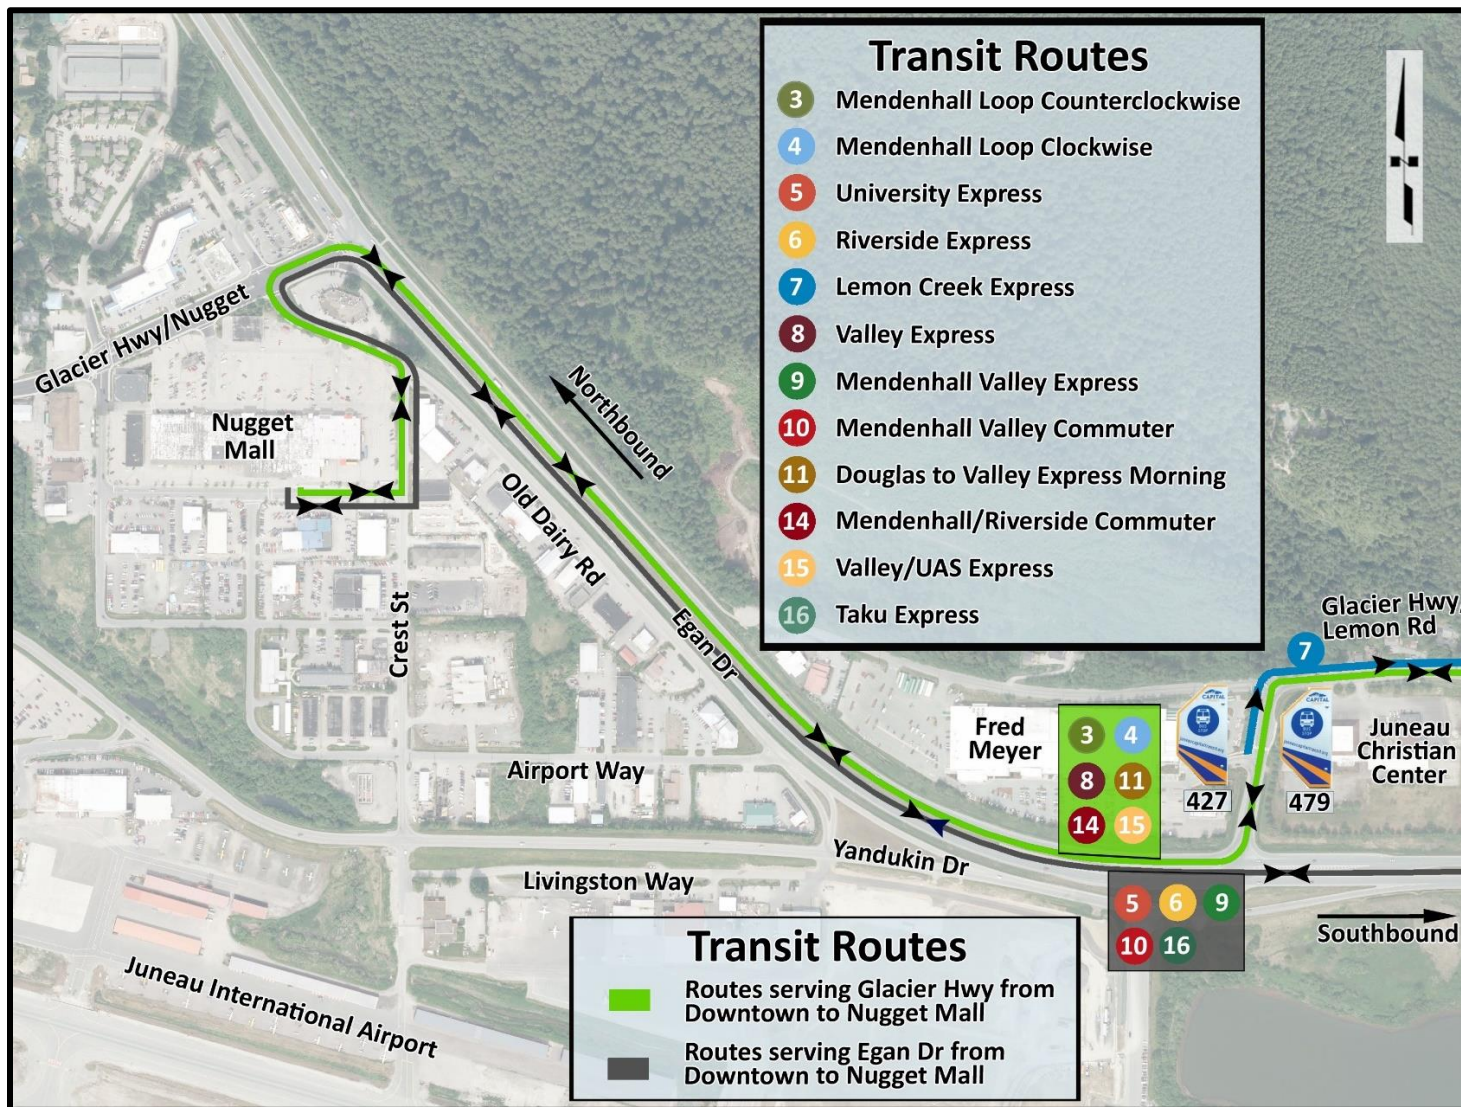 Transit Routes
3 Mendenhall Loop Counterclockwise
4 Mendenhall Loop Clockwise
5 University Express
6 Riverside Express
7 Lemon Creek Express
8 Valley Express
9 Mendenhall Valley Express
10 Mendenhall Valley Commuter
11 Douglas to Valley Express Morning
14 Mendenhall/Riverside Commuter
15 Valley/UAS Express
16 Taku Express
Glacier Hwy/Nugget
Nugget
Mall
Northbound
Old Dairy Rd
Egan Dr
Crest St
Glacier Hwy/
Lemon Rd
7
Fred
Meyer
3 4
8 11
14 15
CAPITAL
427
CAPITAL
479
Juneau
Christian
Center
Airport Way
Yandukin Dr
Livingston Way
5 6 9
10 16
Southbound
Juneau International Airport
Transit Routes
Routes serving Glacier Hwy from
Downtown to Nugget Mall
Routes serving Egan Dr from
Downtown to Nugget Mall